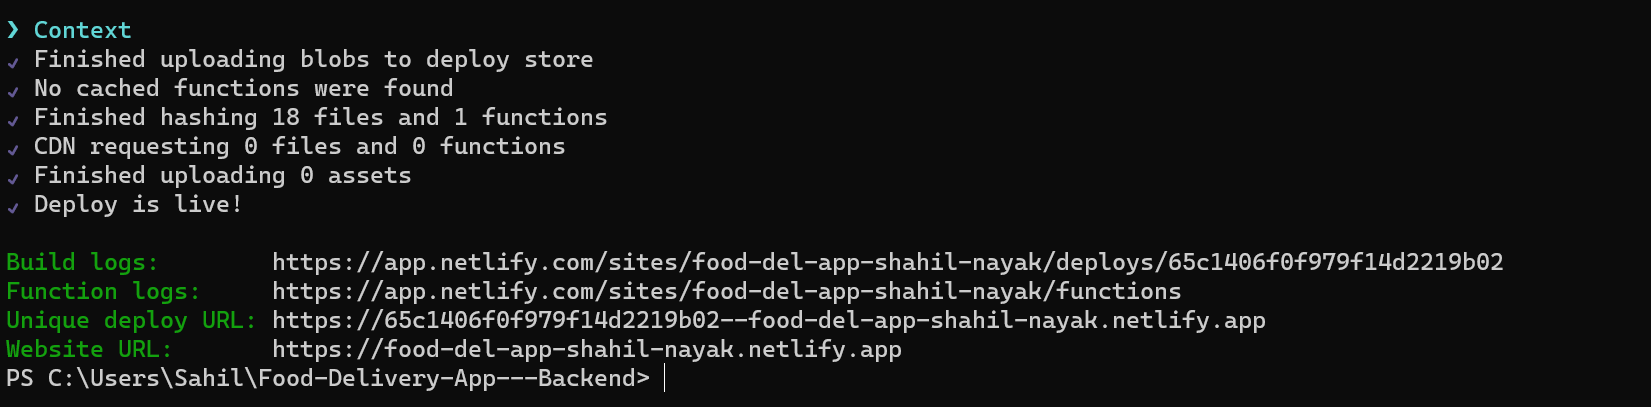 ❯ Context
✔ Finished uploading blobs to deploy store
✔ No cached functions were found
✔ Finished hashing 18 files and 1 functions
✔ CDN requesting 0 files and 0 functions
✔ Finished uploading 0 assets
✔ Deploy is live!
Build logs: https://app.netlify.com/sites/food-del-app-shahil-nayak/deploys/65c1406f0f979f14d2219b02
Function logs: https://app.netlify.com/sites/food-del-app-shahil-nayak/functions
Unique deploy URL: https://65c1406f0f979f14d2219b02--food-del-app-shahil-nayak.netlify.app
Website URL: https://food-del-app-shahil-nayak.netlify.app
PS C:\Users\Sahil\Food-Delivery-App---Backend>